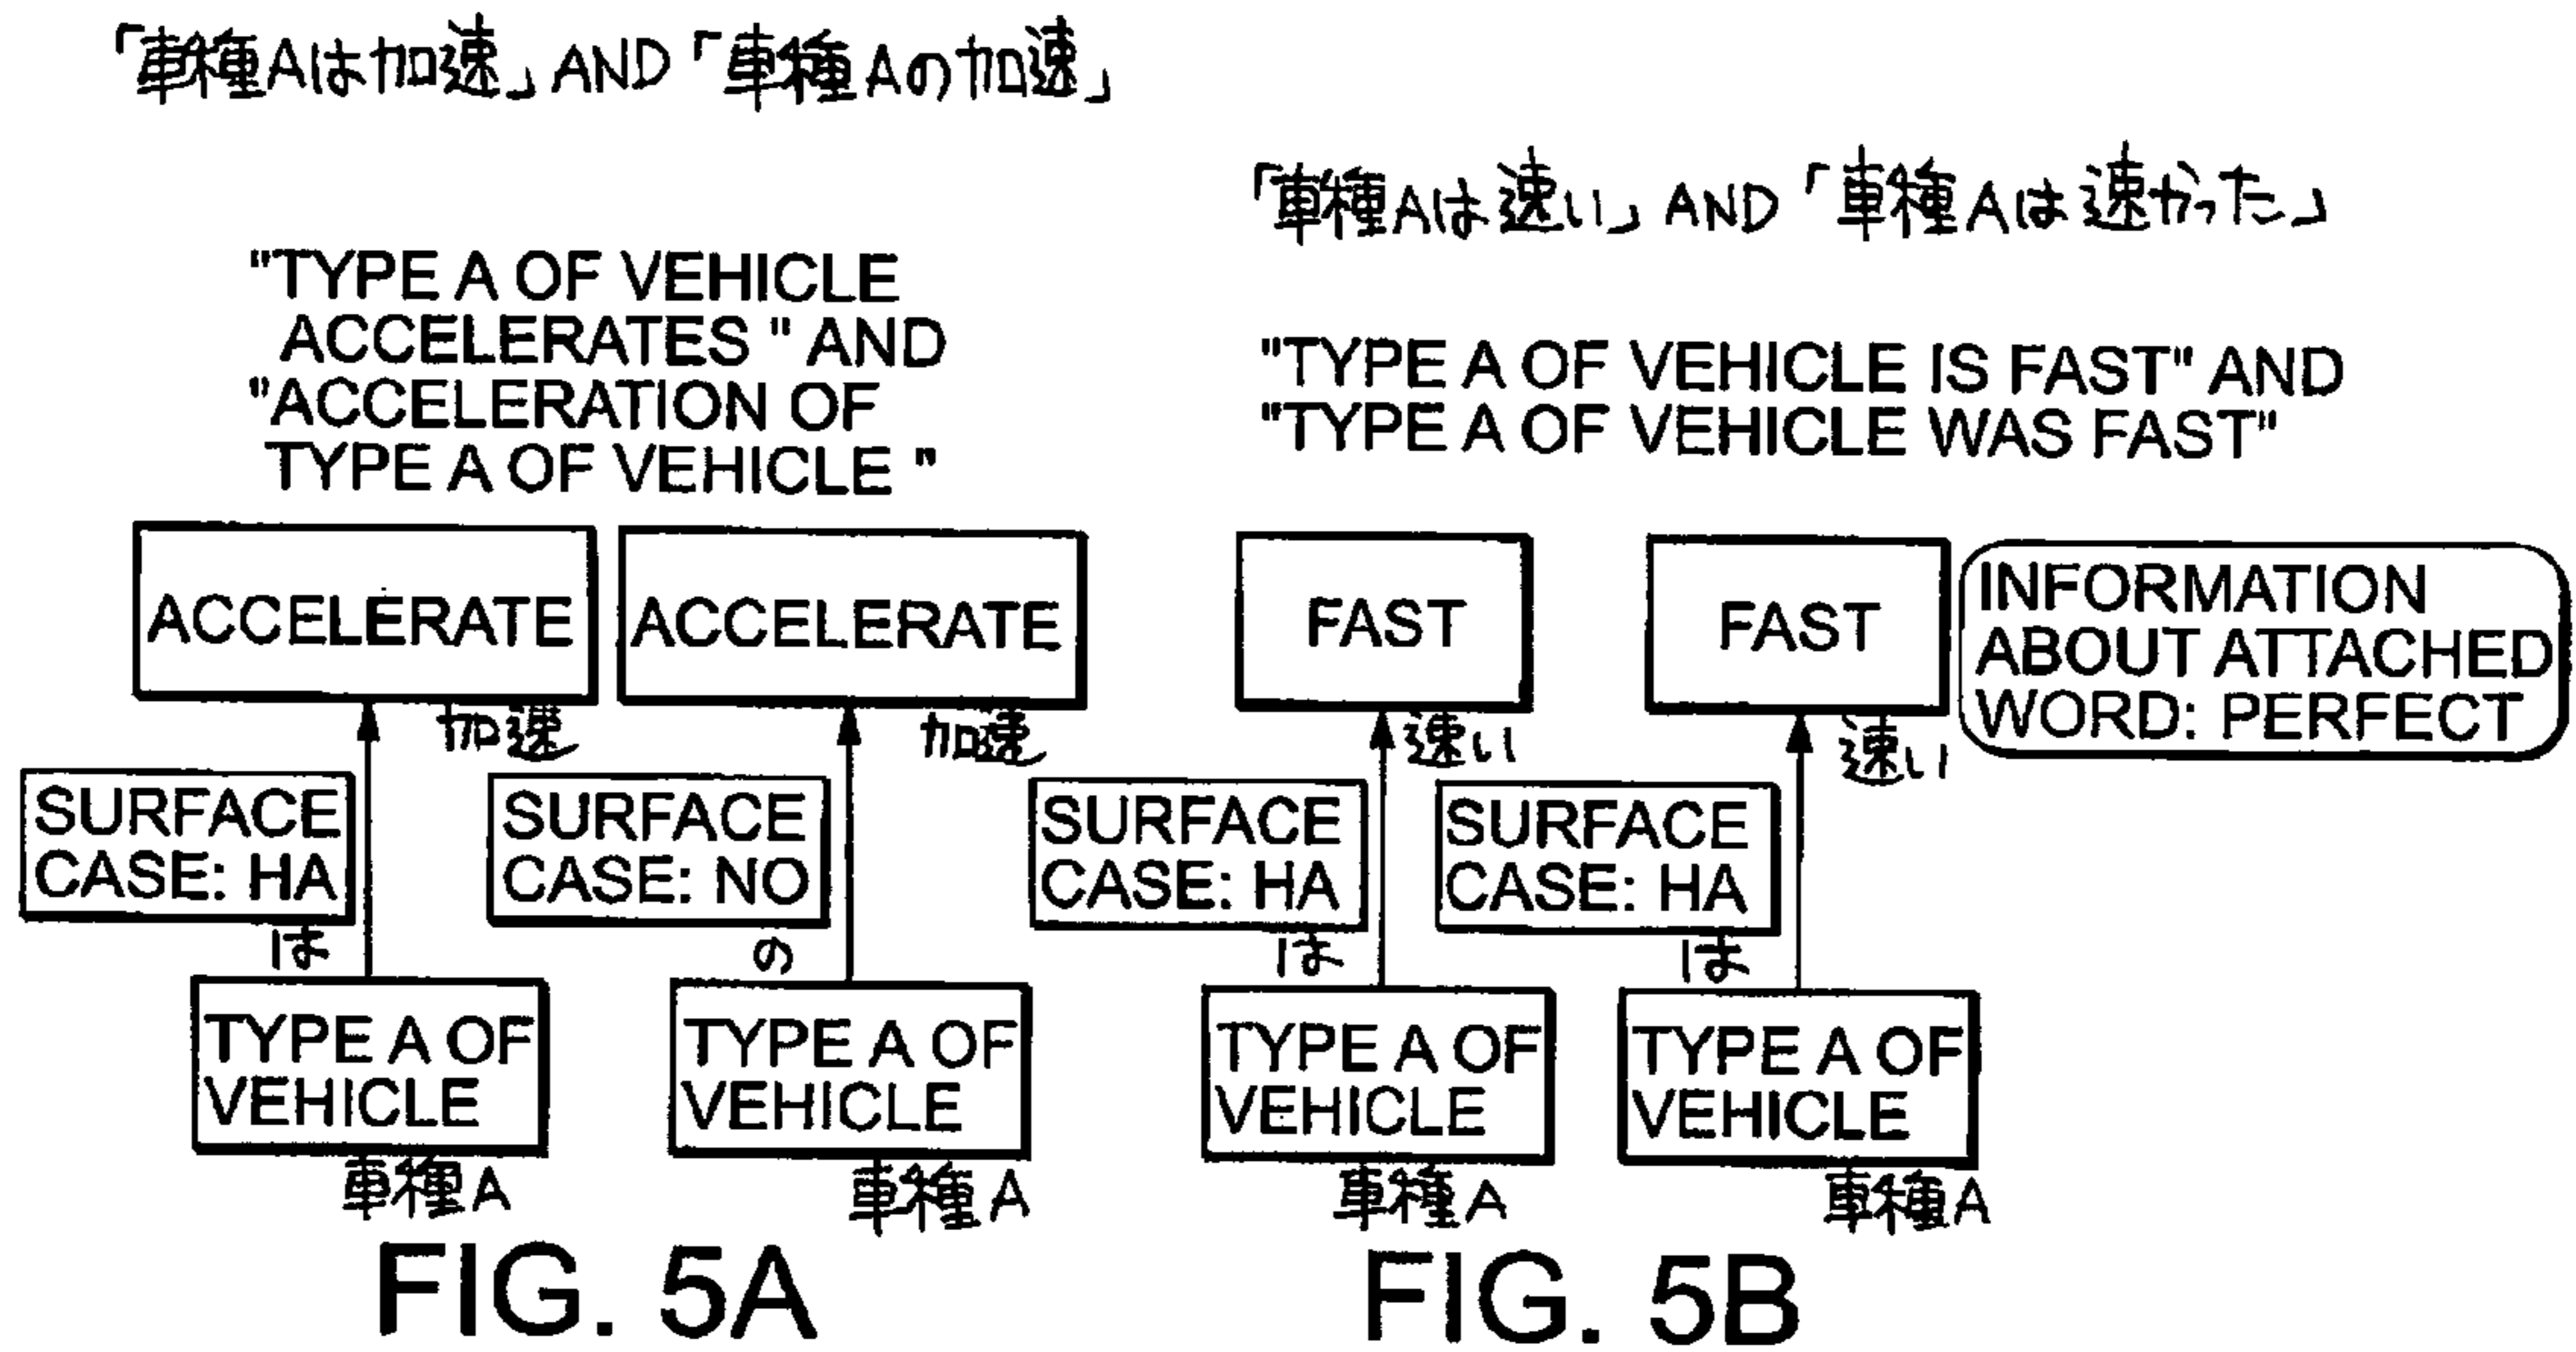 「車種Aは加速」AND「車種Aの加速」
"TYPE A OF VEHICLE
ACCELERATES " AND
"ACCELERATION OF
TYPE A OF VEHICLE "
ACCELERATE
加速
ACCELERATE
加速
SURFACE
CASE: HA
は
SURFACE
CASE: NO
の
TYPE A OF
VEHICLE
車種A
TYPE A OF
VEHICLE
車種A
FIG. 5A
「車種Aは速い」AND「車種Aは速かった」
"TYPE A OF VEHICLE IS FAST" AND
"TYPE A OF VEHICLE WAS FAST"
FAST
速い
FAST
速い
INFORMATION
ABOUT ATTACHED
WORD: PERFECT
SURFACE
CASE: HA
は
SURFACE
CASE: HA
は
TYPE A OF
VEHICLE
車種A
TYPE A OF
VEHICLE
車種A
FIG. 5B